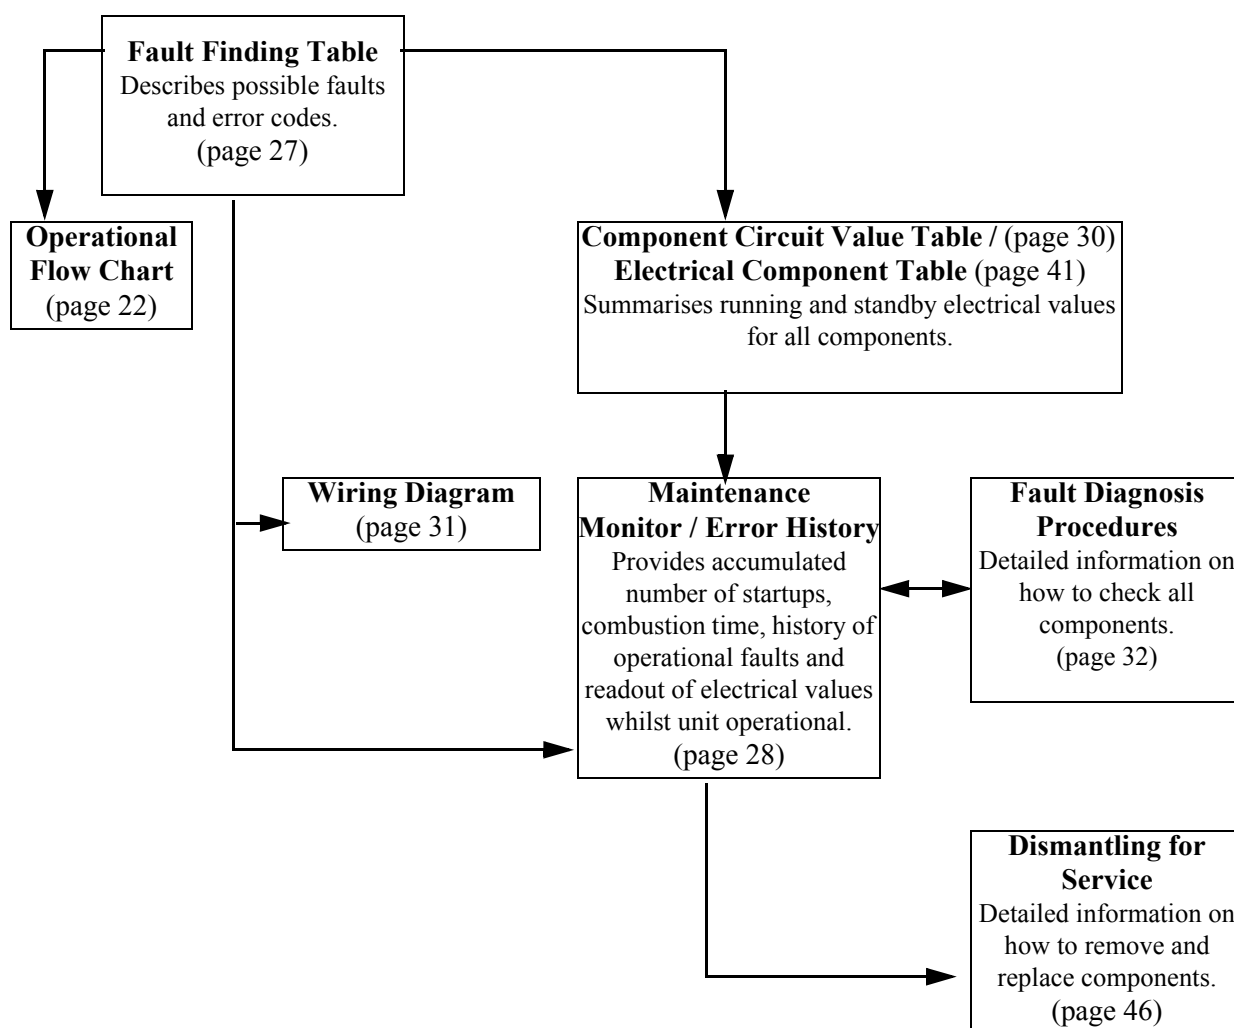 Fault Finding Table
Describes possible faults
and error codes.
(page 27)
Operational
Flow Chart
(page 22)
Component Circuit Value Table / (page 30)
Electrical Component Table (page 41)
Summarises running and standby electrical values
for all components.
Wiring Diagram
(page 31)
Maintenance
Monitor / Error History
Provides accumulated
number of startups,
combustion time, history of
operational faults and
readout of electrical values
whilst unit operational.
(page 28)
Fault Diagnosis
Procedures
Detailed information on
how to check all
components.
(page 32)
Dismantling for
Service
Detailed information on
how to remove and
replace components.
(page 46)